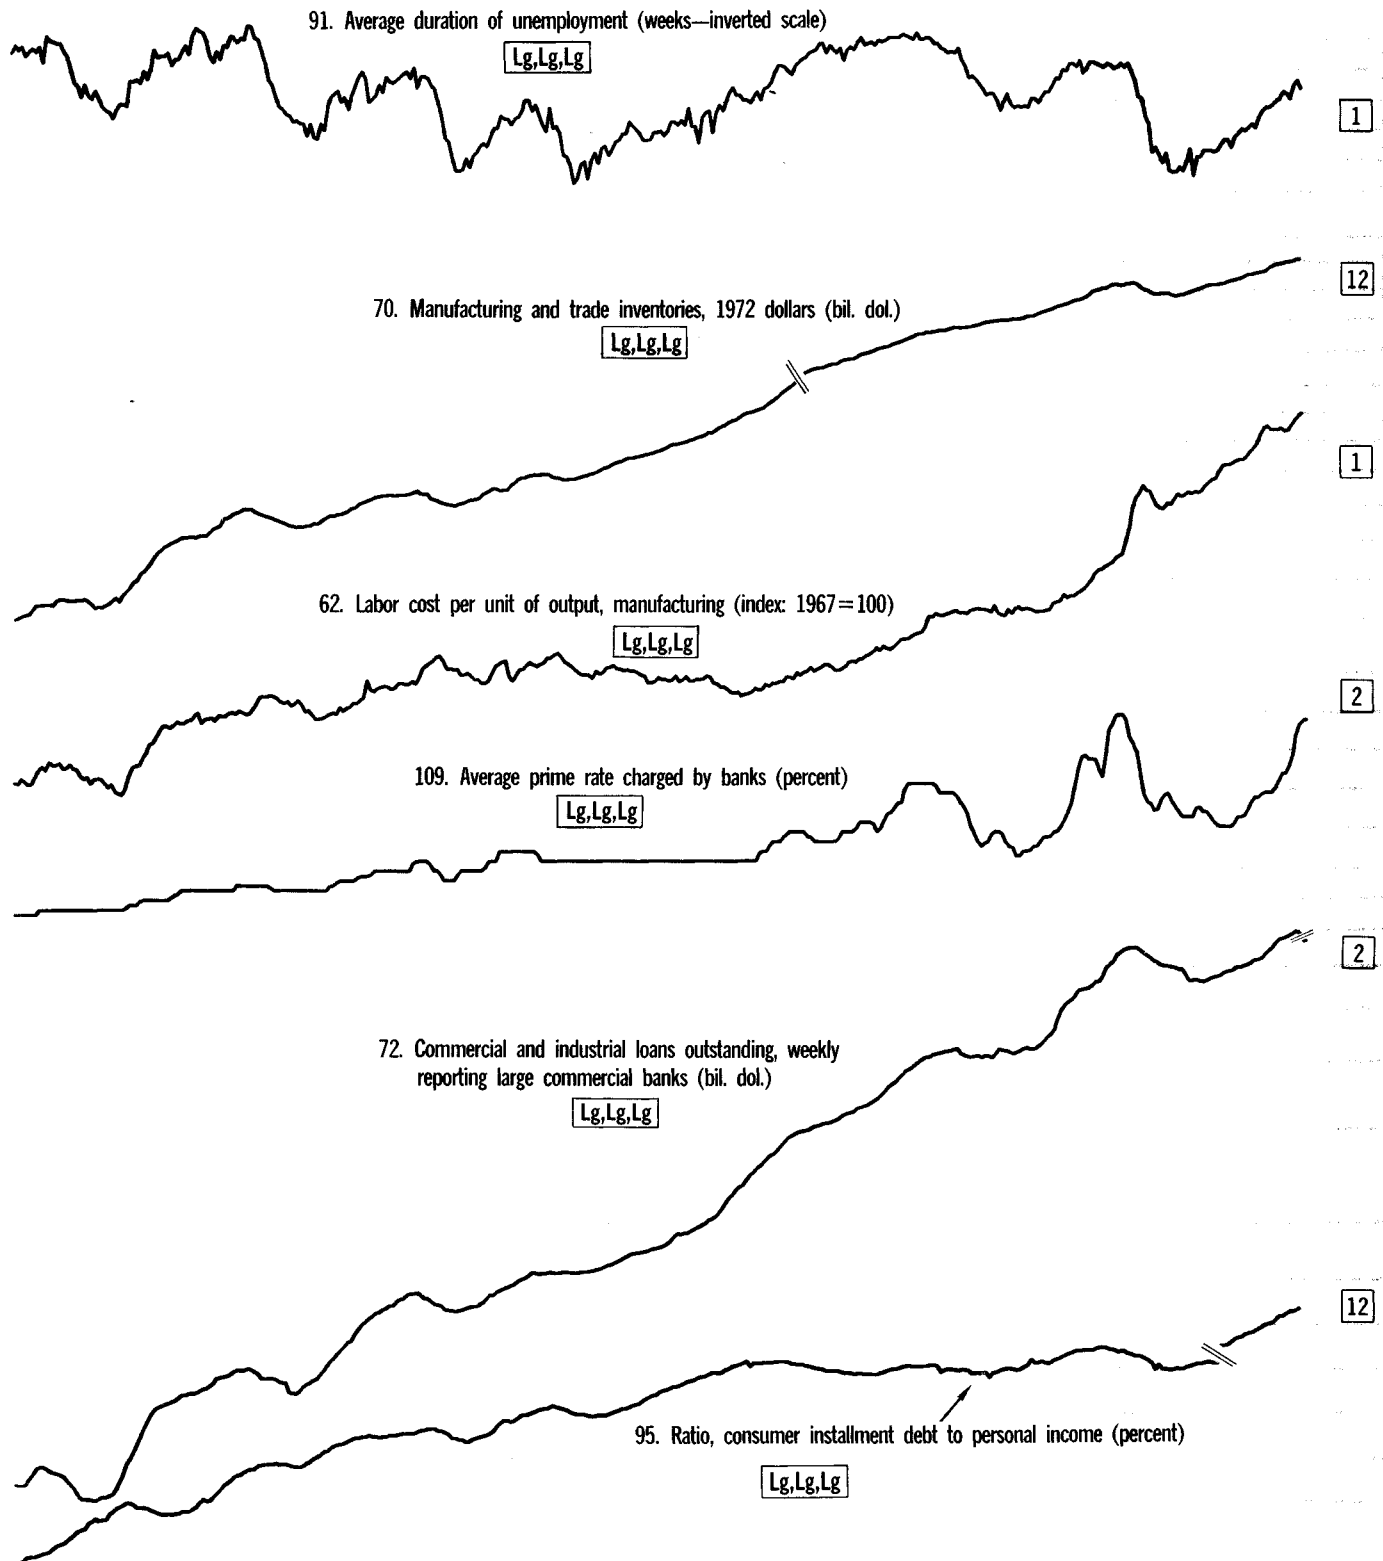 91. Average duration of unemployment (weeks—inverted scale)
Lg,Lg,Lg
1
12
70. Manufacturing and trade inventories, 1972 dollars (bil. dol.)
Lg,Lg,Lg
1
62. Labor cost per unit of output, manufacturing (index: 1967=100)
Lg,Lg,Lg
2
109. Average prime rate charged by banks (percent)
Lg,Lg,Lg
2
72. Commercial and industrial loans outstanding, weekly
reporting large commercial banks (bil. dol.)
Lg,Lg,Lg
12
95. Ratio, consumer installment debt to personal income (percent)
Lg,Lg,Lg